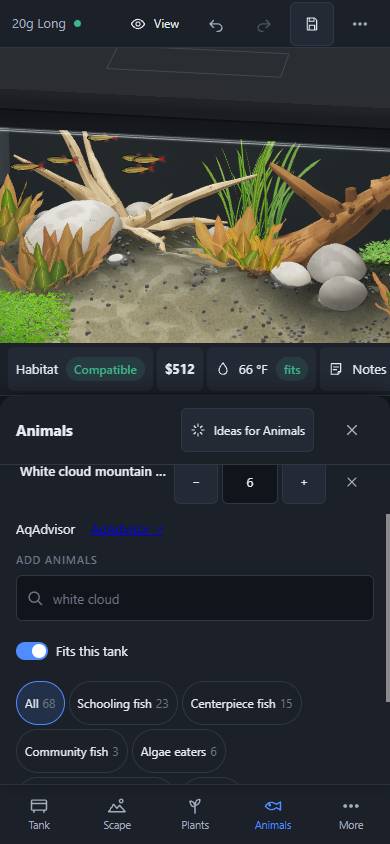 20g Long
View
Habitat Compatible
$512
66 °F fits
Notes
Animals
Ideas for Animals
White cloud mountain ...
− 6 +
AqAdvisor
ADD ANIMALS
white cloud
Fits this tank
All 68
Schooling fish 23
Centerpiece fish 15
Community fish 3
Algae eaters 6
Tank
Scape
Plants
Animals
More